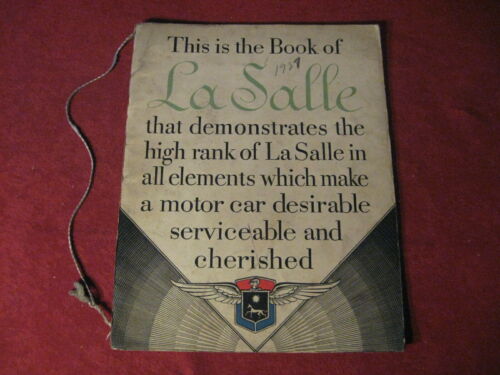 This is the Book of
La Salle
that demonstrates the
high rank of La Salle in
all elements which make
a motor car desirable
serviceable and
cherished